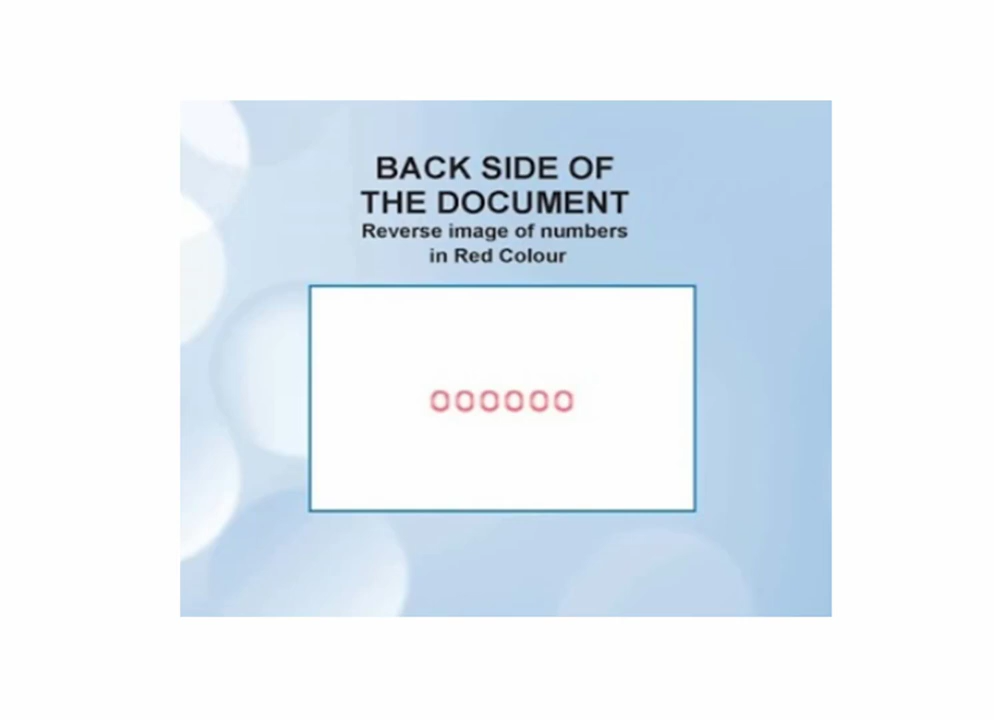 BACK SIDE OF
THE DOCUMENT
Reverse image of numbers
in Red Colour
000000